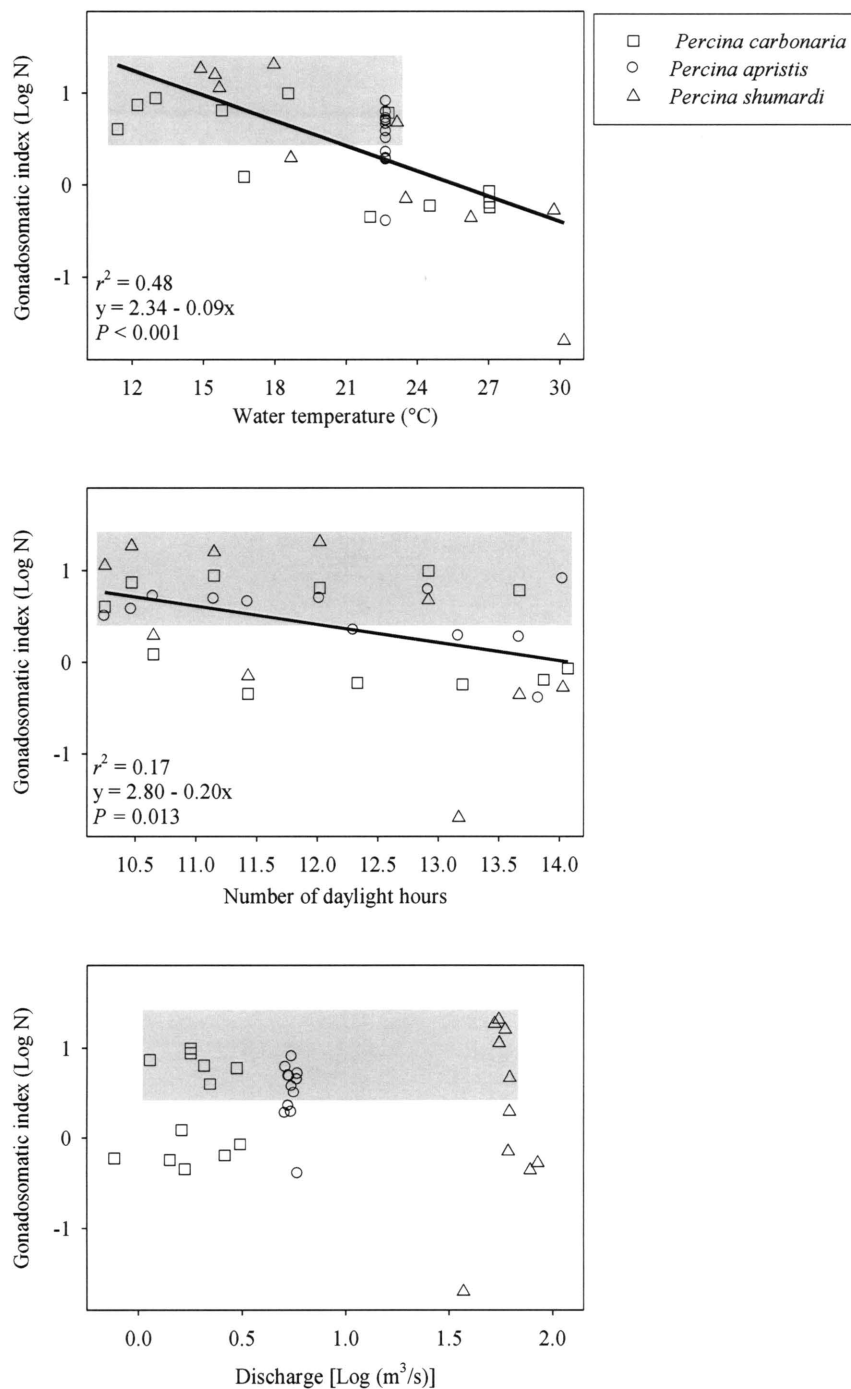 Percina carbonaria
Percina apristis
Percina shumardi
Gonadosomatic index (Log N)
1
0
-1
r² = 0.48
y = 2.34 - 0.09x
P < 0.001
12 15 18 21 24 27 30
Water temperature (°C)
Gonadosomatic index (Log N)
1
0
-1
r² = 0.17
y = 2.80 - 0.20x
P = 0.013
10.5 11.0 11.5 12.0 12.5 13.0 13.5 14.0
Number of daylight hours
Gonadosomatic index (Log N)
1
0
-1
0.0 0.5 1.0 1.5 2.0
Discharge [Log (m³/s)]